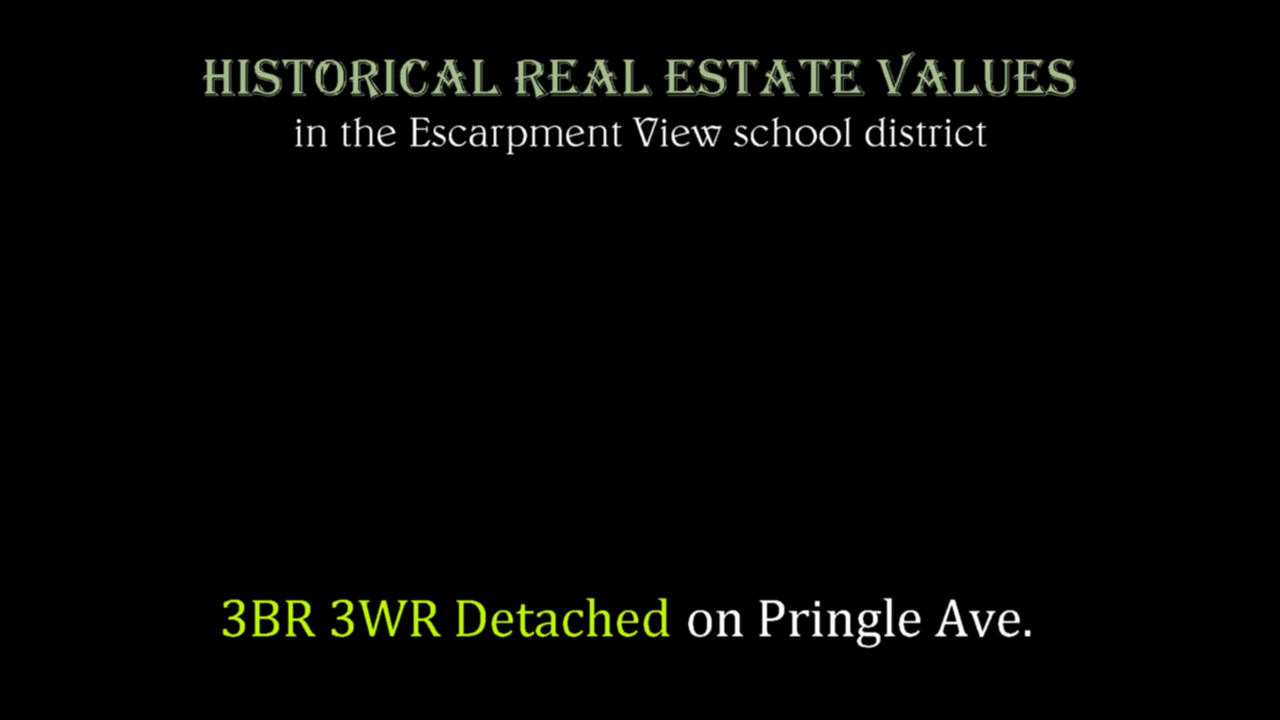 HISTORICAL REAL ESTATE VALUES
in the Escarpment View school district
3BR 3WR Detached on Pringle Ave.